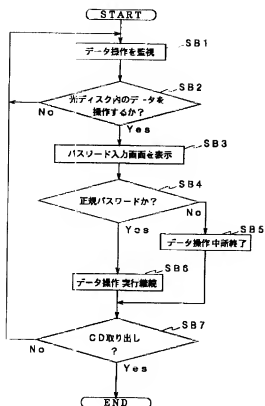 START
データ操作を監視
SB1
光ディスク内のデータを
操作するか?
SB2
No
Yes
パスワード入力画面を表示
SB3
正規パスワードか?
SB4
No
Yes
データ操作 中断終了
SB5
データ操作 実行継続
SB6
CD取り出し
?
SB7
No
Yes
END